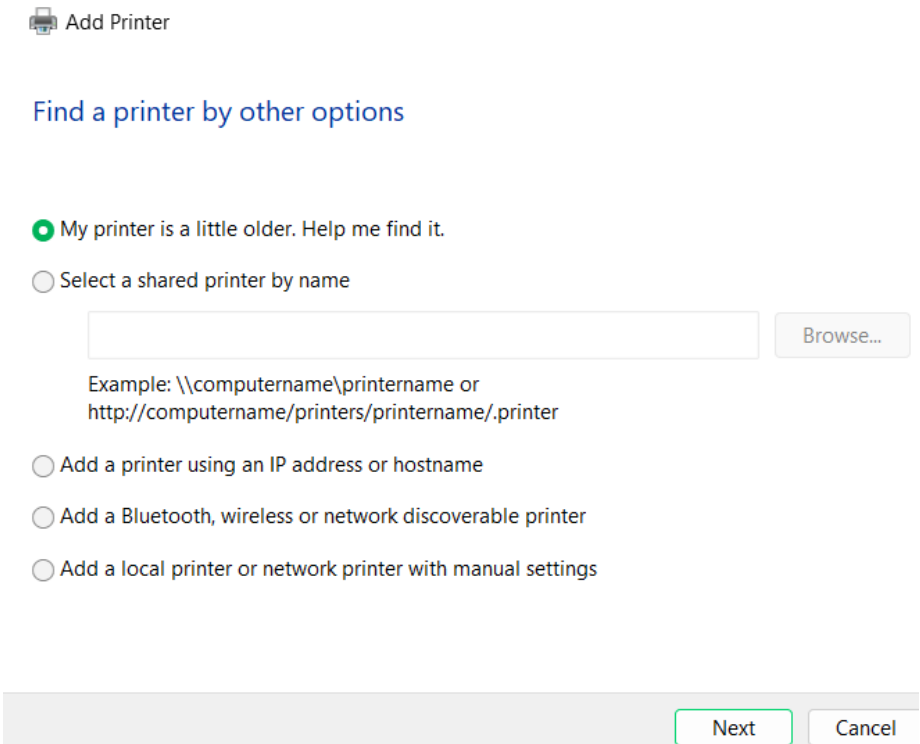 Add Printer
Find a printer by other options
My printer is a little older. Help me find it.
Select a shared printer by name
Browse...
Example: \\computername\printername or
http://computername/printers/printername/.printer
Add a printer using an IP address or hostname
Add a Bluetooth, wireless or network discoverable printer
Add a local printer or network printer with manual settings
Next
Cancel